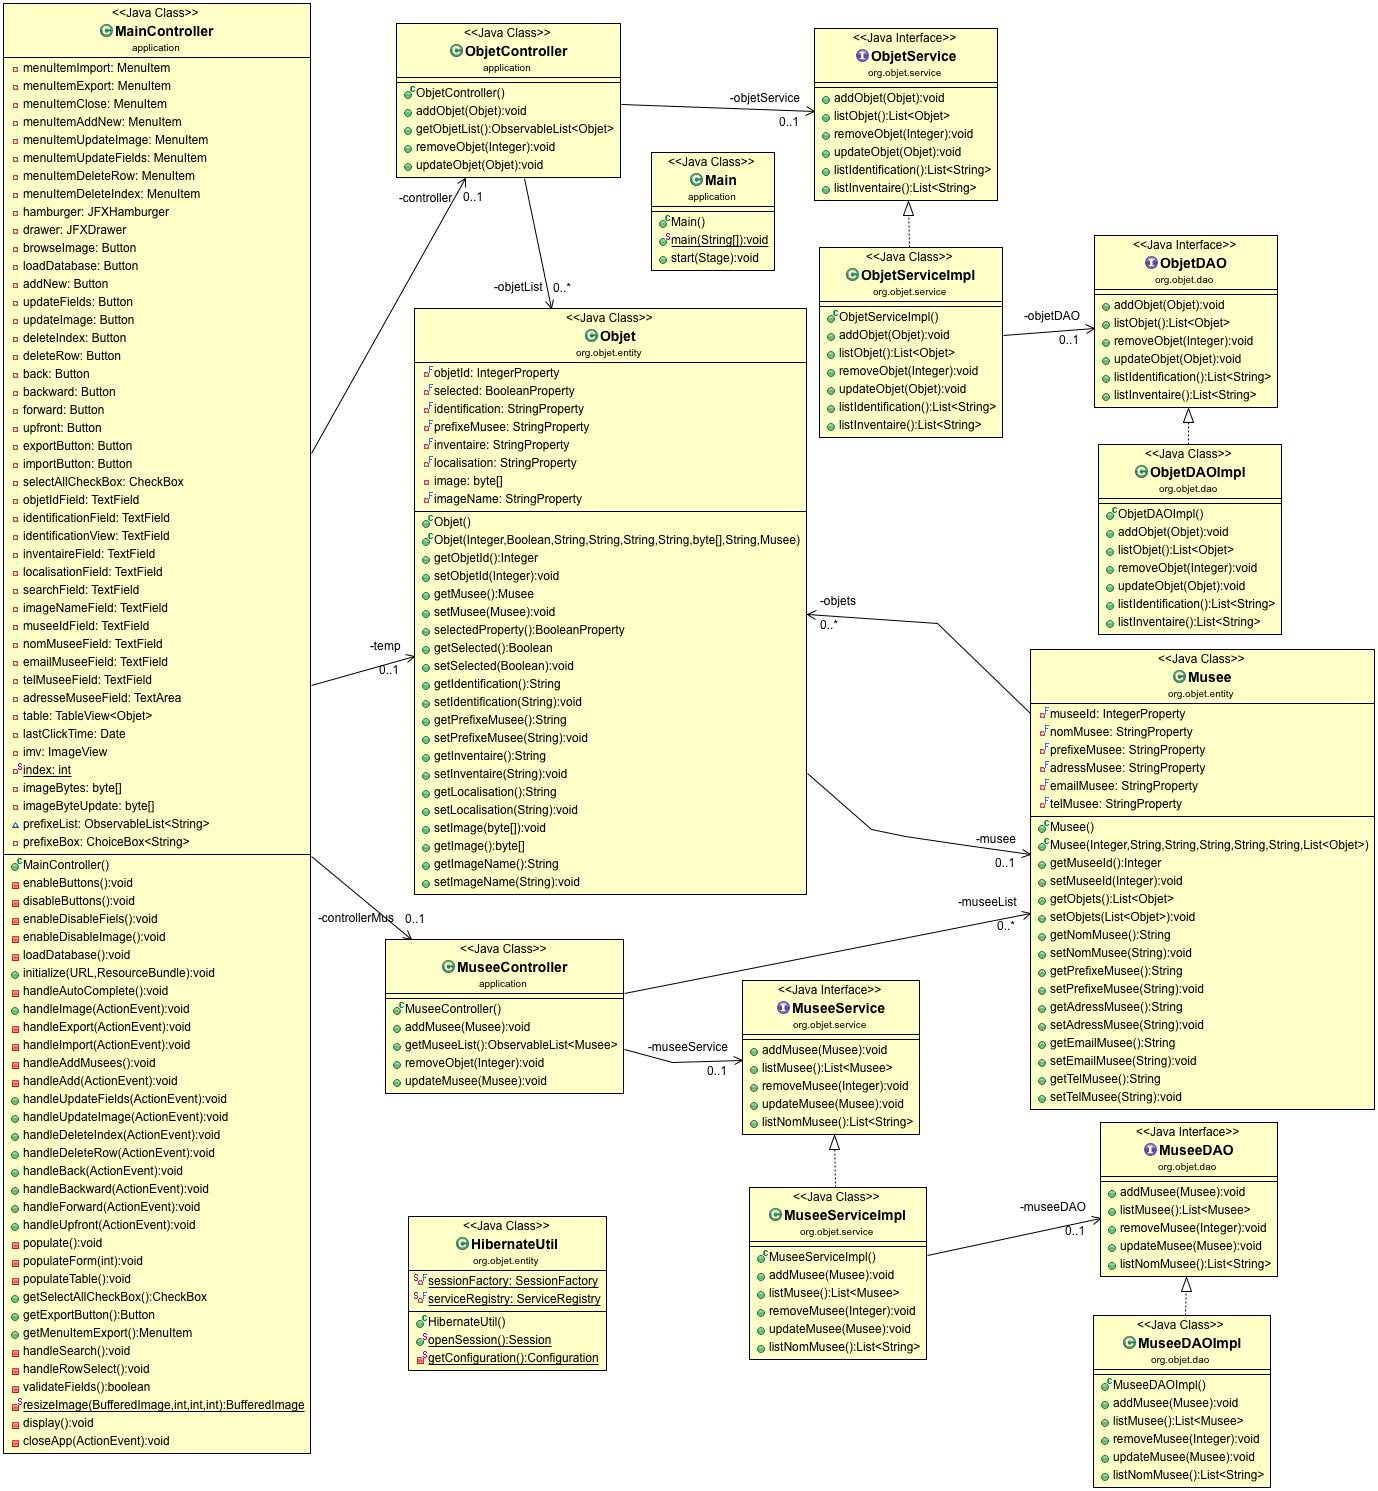 <<Java Class>>
MainController
application
menuItemImport: MenuItem
menuItemExport: MenuItem
menuItemClose: MenuItem
menuItemAddNew: MenuItem
menuItemUpdateImage: MenuItem
menuItemUpdateFields: MenuItem
menuItemDeleteRow: MenuItem
menuItemDeleteIndex: MenuItem
hamburger: JFXHamburger
drawer: JFXDrawer
browseImage: Button
loadDatabase: Button
addNew: Button
updateFields: Button
updateImage: Button
deleteIndex: Button
deleteRow: Button
back: Button
backward: Button
forward: Button
upfront: Button
exportButton: Button
importButton: Button
selectAllCheckBox: CheckBox
objetIdField: TextField
identificationField: TextField
identificationView: TextField
inventaireField: TextField
localisationField: TextField
searchField: TextField
imageNameField: TextField
museeIdField: TextField
nomMuseeField: TextField
emailMuseeField: TextField
telMuseeField: TextField
adresseMuseeField: TextArea
table: TableView<Objet>
lastClickTime: Date
imv: ImageView
index: int
imageBytes: byte[]
imageByteUpdate: byte[]
prefixeList: ObservableList<String>
prefixeBox: ChoiceBox<String>
MainController()
enableButtons():void
disableButtons():void
enableDisableFiels():void
enableDisableImage():void
loadDatabase():void
initialize(URL,ResourceBundle):void
handleAutoComplete():void
handleImage(ActionEvent):void
handleExport(ActionEvent):void
handleImport(ActionEvent):void
handleAddMusees():void
handleAdd(ActionEvent):void
handleUpdateFields(ActionEvent):void
handleUpdateImage(ActionEvent):void
handleDeleteIndex(ActionEvent):void
handleDeleteRow(ActionEvent):void
handleBack(ActionEvent):void
handleBackward(ActionEvent):void
handleForward(ActionEvent):void
handleUpfront(ActionEvent):void
populate():void
populateForm(int):void
populateTable():void
getSelectAllCheckBox():CheckBox
getExportButton():Button
getMenuItemExport():MenuItem
handleSearch():void
handleRowSelect():void
validateFields():boolean
resizeImage(BufferedImage,int,int,int):BufferedImage
display():void
closeApp(ActionEvent):void
<<Java Class>>
ObjetController
application
ObjetController()
addObjet(Objet):void
getObjetList():ObservableList<Objet>
removeObjet(Integer):void
updateObjet(Objet):void
-controller
0..1
-objetService
0..1
-objetList
0..*
<<Java Class>>
Main
application
Main()
main(String[]):void
start(Stage):void
<<Java Interface>>
ObjetService
org.objet.service
addObjet(Objet):void
listObjet():List<Objet>
removeObjet(Integer):void
updateObjet(Objet):void
listIdentification():List<String>
listInventaire():List<String>
<<Java Class>>
ObjetServiceImpl
org.objet.service
ObjetServiceImpl()
addObjet(Objet):void
listObjet():List<Objet>
removeObjet(Integer):void
updateObjet(Objet):void
listIdentification():List<String>
listInventaire():List<String>
-objetDAO
0..1
<<Java Interface>>
ObjetDAO
org.objet.dao
addObjet(Objet):void
listObjet():List<Objet>
removeObjet(Integer):void
updateObjet(Objet):void
listIdentification():List<String>
listInventaire():List<String>
<<Java Class>>
ObjetDAOImpl
org.objet.dao
ObjetDAOImpl()
addObjet(Objet):void
listObjet():List<Objet>
removeObjet(Integer):void
updateObjet(Objet):void
listIdentification():List<String>
listInventaire():List<String>
<<Java Class>>
Objet
org.objet.entity
objetId: IntegerProperty
selected: BooleanProperty
identification: StringProperty
prefixeMusee: StringProperty
inventaire: StringProperty
localisation: StringProperty
image: byte[]
imageName: StringProperty
Objet()
Objet(Integer,Boolean,String,String,String,String,byte[],String,Musee)
getObjetId():Integer
setObjetId(Integer):void
getMusee():Musee
setMusee(Musee):void
selectedProperty():BooleanProperty
getSelected():Boolean
setSelected(Boolean):void
getIdentification():String
setIdentification(String):void
getPrefixeMusee():String
setPrefixeMusee(String):void
getInventaire():String
setInventaire(String):void
getLocalisation():String
setLocalisation(String):void
setImage(byte[]):void
getImage():byte[]
getImageName():String
setImageName(String):void
-temp
0..1
-objets
0..*
-musee
0..1
<<Java Class>>
Musee
org.objet.entity
museeId: IntegerProperty
nomMusee: StringProperty
prefixeMusee: StringProperty
adressMusee: StringProperty
emailMusee: StringProperty
telMusee: StringProperty
Musee()
Musee(Integer,String,String,String,String,String,List<Objet>)
getMuseeId():Integer
setMuseeId(Integer):void
getObjets():List<Objet>
setObjets(List<Objet>):void
getNomMusee():String
setNomMusee(String):void
getPrefixeMusee():String
setPrefixeMusee(String):void
getAdressMusee():String
setAdressMusee(String):void
getEmailMusee():String
setEmailMusee(String):void
getTelMusee():String
setTelMusee(String):void
-controllerMus
0..1
-museeList
0..*
<<Java Class>>
MuseeController
application
MuseeController()
addMusee(Musee):void
getMuseeList():ObservableList<Musee>
removeObjet(Integer):void
updateMusee(Musee):void
-museeService
0..1
<<Java Interface>>
MuseeService
org.objet.service
addMusee(Musee):void
listMusee():List<Musee>
removeMusee(Integer):void
updateMusee(Musee):void
listNomMusee():List<String>
<<Java Class>>
MuseeServiceImpl
org.objet.service
MuseeServiceImpl()
addMusee(Musee):void
listMusee():List<Musee>
removeMusee(Integer):void
updateMusee(Musee):void
listNomMusee():List<String>
-museeDAO
0..1
<<Java Interface>>
MuseeDAO
org.objet.dao
addMusee(Musee):void
listMusee():List<Musee>
removeMusee(Integer):void
updateMusee(Musee):void
listNomMusee():List<String>
<<Java Class>>
MuseeDAOImpl
org.objet.dao
MuseeDAOImpl()
addMusee(Musee):void
listMusee():List<Musee>
removeMusee(Integer):void
updateMusee(Musee):void
listNomMusee():List<String>
<<Java Class>>
HibernateUtil
org.objet.entity
sessionFactory: SessionFactory
serviceRegistry: ServiceRegistry
HibernateUtil()
openSession():Session
getConfiguration():Configuration